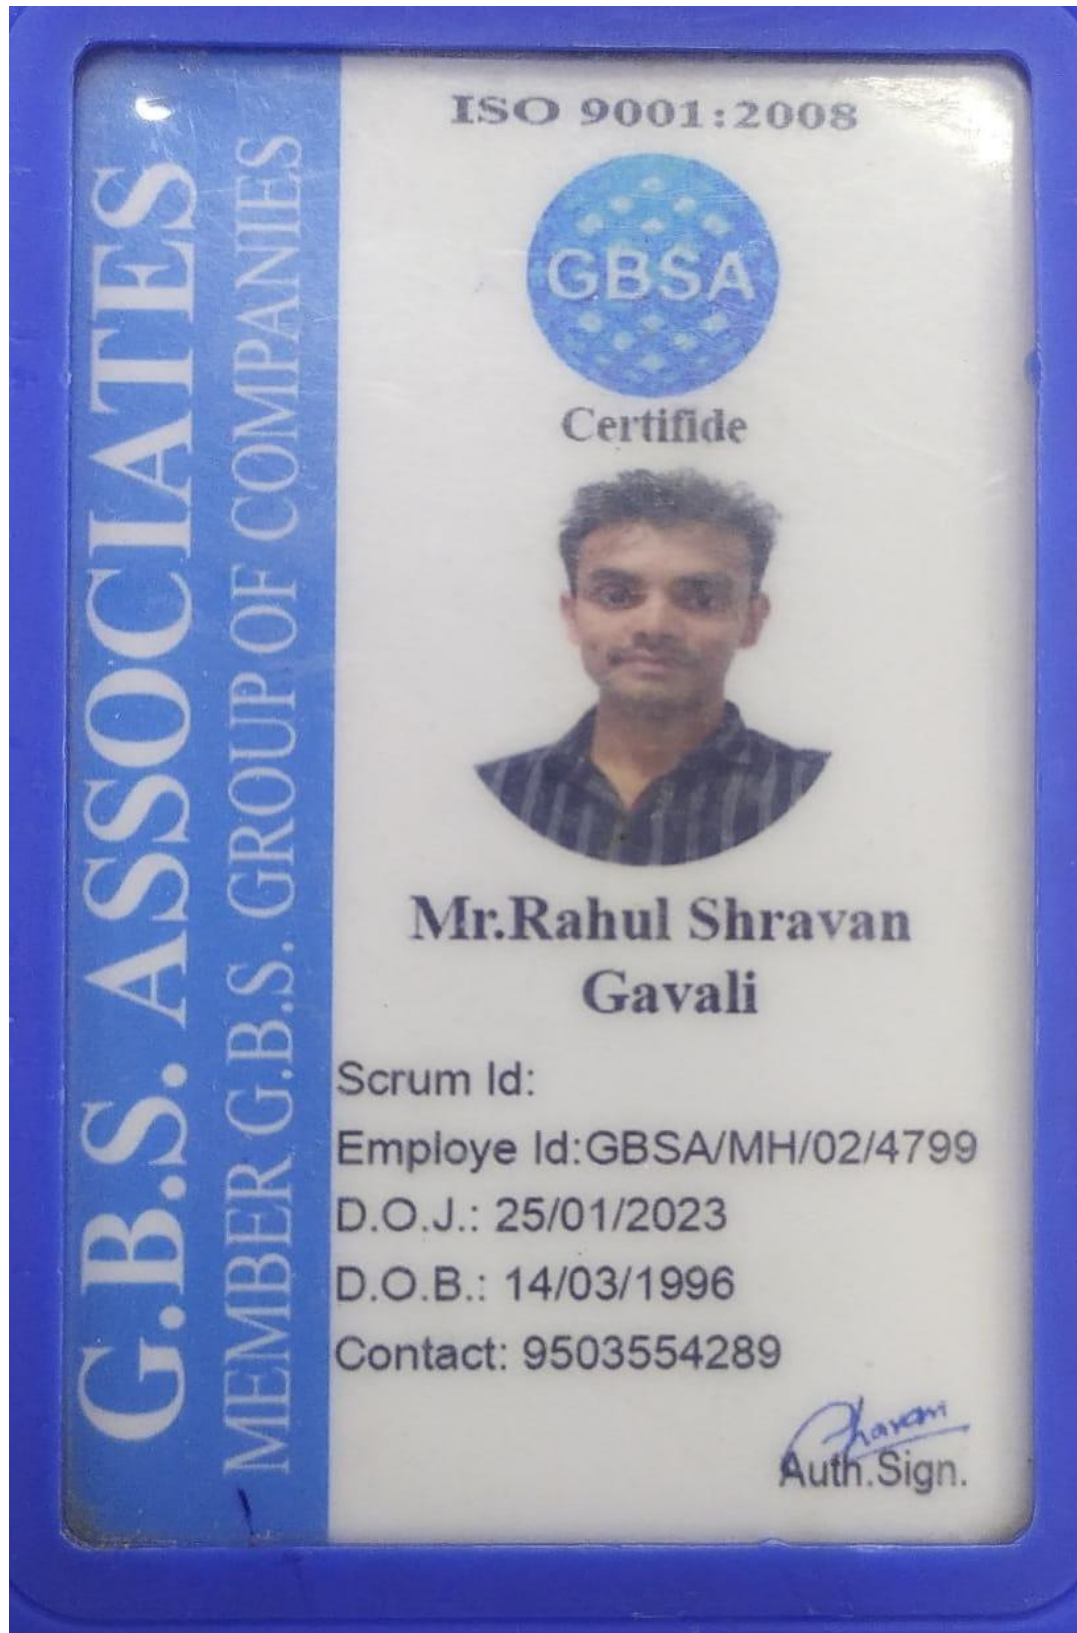 G.B.S. ASSOCIATES
MEMBER G.B.S. GROUP OF COMPANIES
ISO 9001:2008
GBSA
Certifide
Mr.Rahul Shravan
Gavali
Scrum Id:
Employe Id:GBSA/MH/02/4799
D.O.J.: 25/01/2023
D.O.B.: 14/03/1996
Contact: 9503554289
Auth.Sign.